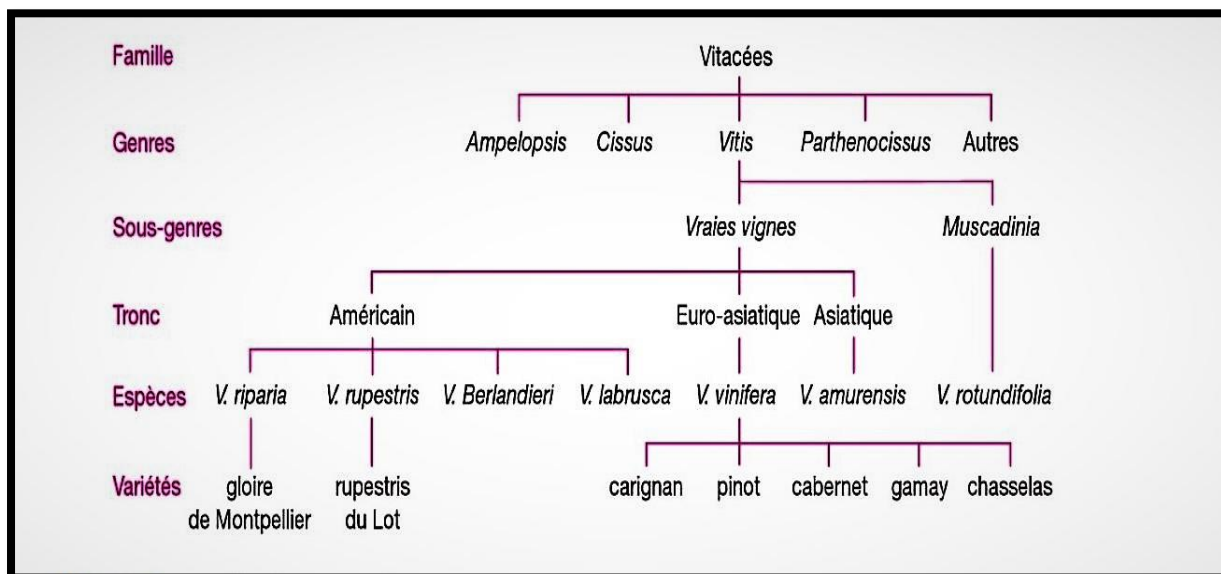 Famille Vitacées
Genres Ampelopsis Cissus Vitis Parthenocissus Autres
Sous-genres Vraies vignes Muscadinia
Tronc Américain Euro-asiatique Asiatique
Espèces V. riparia V. rupestris V. Berlandieri V. labrusca V. vinifera V. amurensis V. rotundifolia
Variétés gloire rupestris carignan pinot cabernet gamay chasselas
de Montpellier du Lot